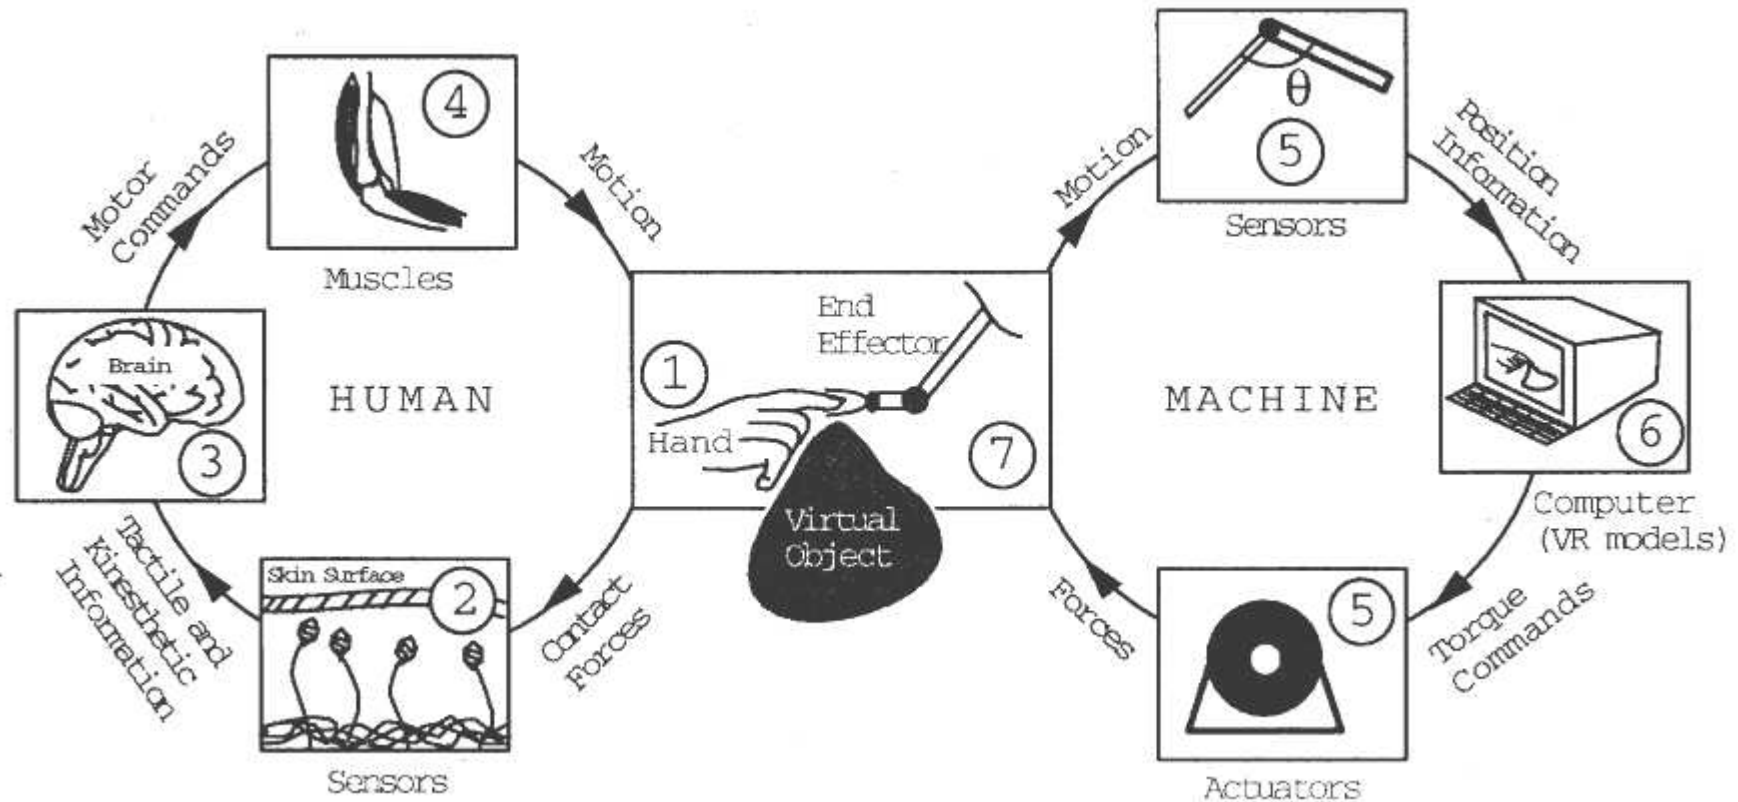 4
Muscles
Motor
Commands
Motion
Brain
3
HUMAN
Tactile and
Kinesthetic
Information
Skin Surface
2
Sensors
Contact
Forces
1
Hand
End
Effector
7
Virtual
Object
Motion
θ
5
Sensors
Position
Information
MACHINE
6
Computer
(VR models)
Torque
Commands
5
Actuators
Forces